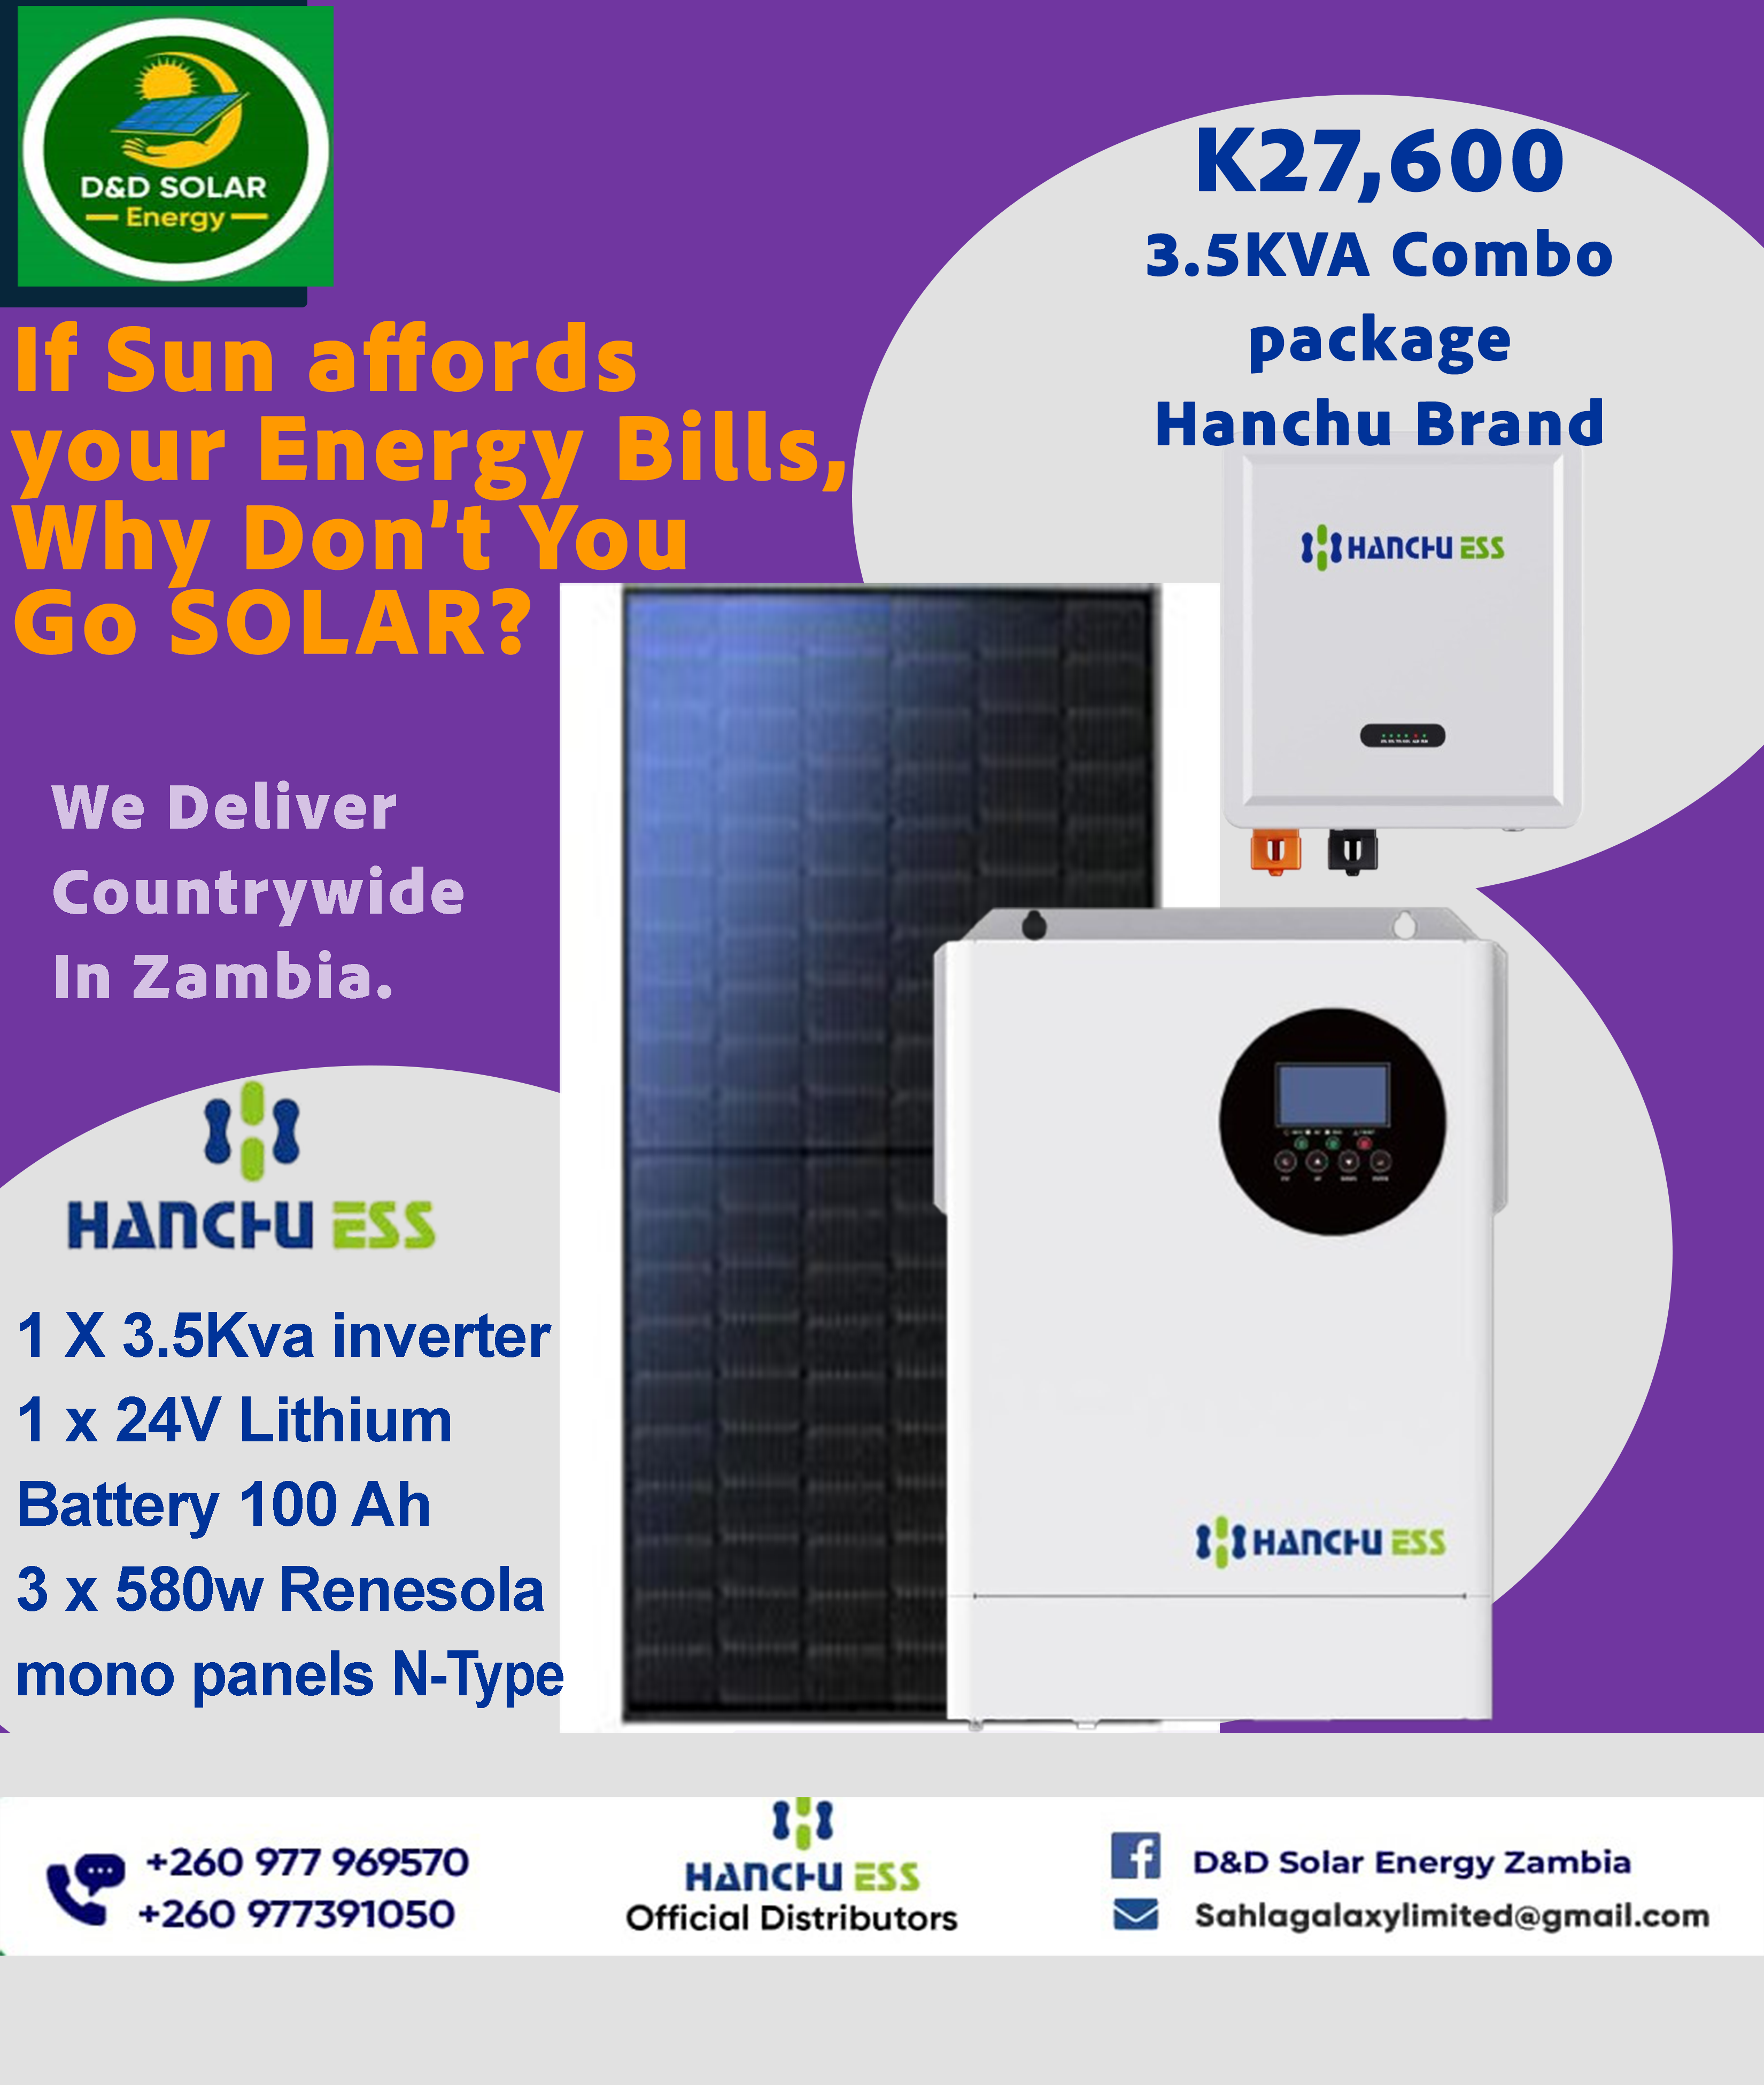 D&D SOLAR
Energy
K27,600
3.5KVA Combo
package
Hanchu Brand
If Sun affords
your Energy Bills,
Why Don't You
Go SOLAR?
HANCHU ESS
We Deliver
Countrywide
In Zambia.
HANCHU ESS
1 X 3.5Kva inverter
1 x 24V Lithium
Battery 100 Ah
3 x 580w Renesola
mono panels N-Type
HANCHU ESS
+260 977 969570
+260 977391050
HANCHU ESS
Official Distributors
D&D Solar Energy Zambia
Sahlagalaxylimited@gmail.com